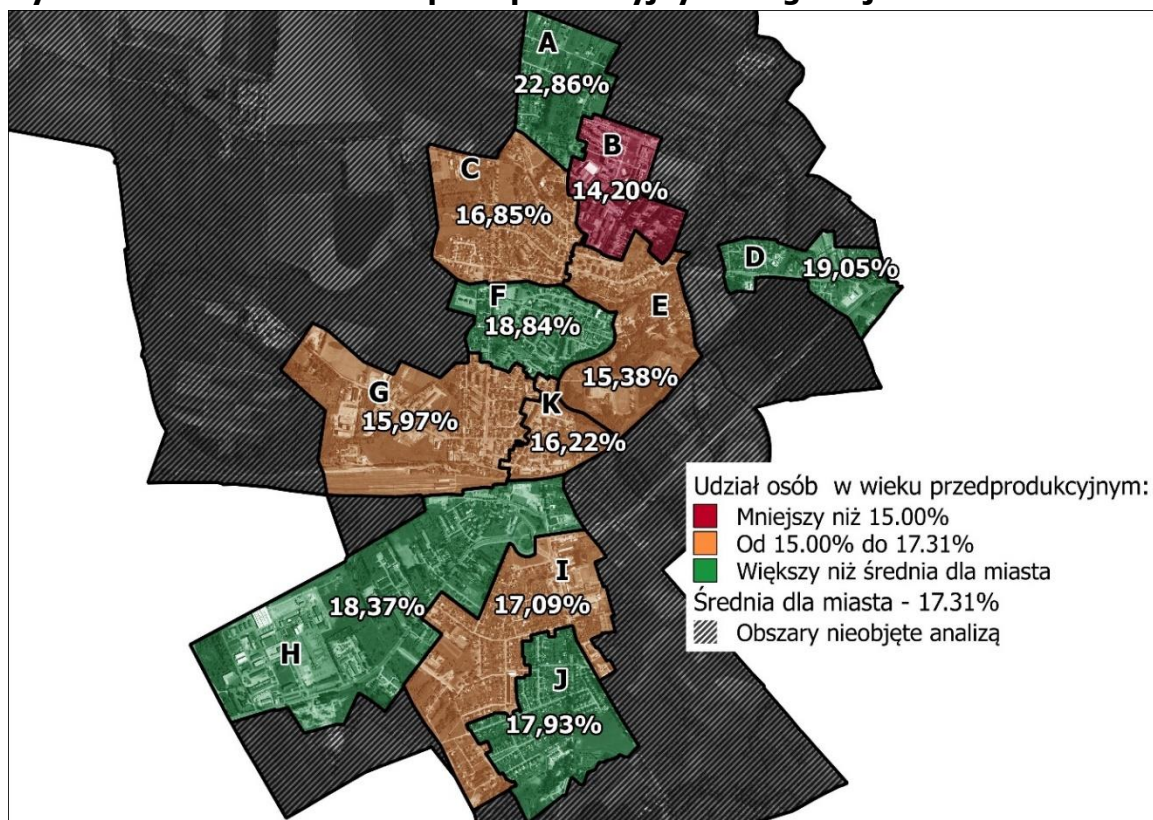 A
22,86%
B
14,20%
C
16,85%
D
19,05%
E
15,38%
F
18,84%
G
15,97%
K
16,22%
Udział osób w wieku przedprodukcyjnym:
Mniejszy niż 15.00%
Od 15.00% do 17.31%
Większy niż średnia dla miasta
Średnia dla miasta - 17.31%
Obszary nieobjęte analizą
I
17,09%
H
18,37%
J
17,93%